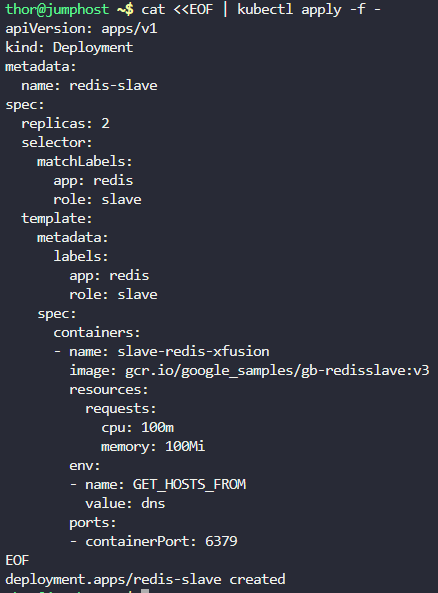 thor@jumphost ~$ cat <<EOF | kubectl apply -f -
apiVersion: apps/v1
kind: Deployment
metadata:
  name: redis-slave
spec:
  replicas: 2
  selector:
    matchLabels:
      app: redis
      role: slave
  template:
    metadata:
      labels:
        app: redis
        role: slave
    spec:
      containers:
      - name: slave-redis-xfusion
        image: gcr.io/google_samples/gb-redisslave:v3
        resources:
          requests:
            cpu: 100m
            memory: 100Mi
        env:
        - name: GET_HOSTS_FROM
          value: dns
        ports:
        - containerPort: 6379
EOF
deployment.apps/redis-slave created